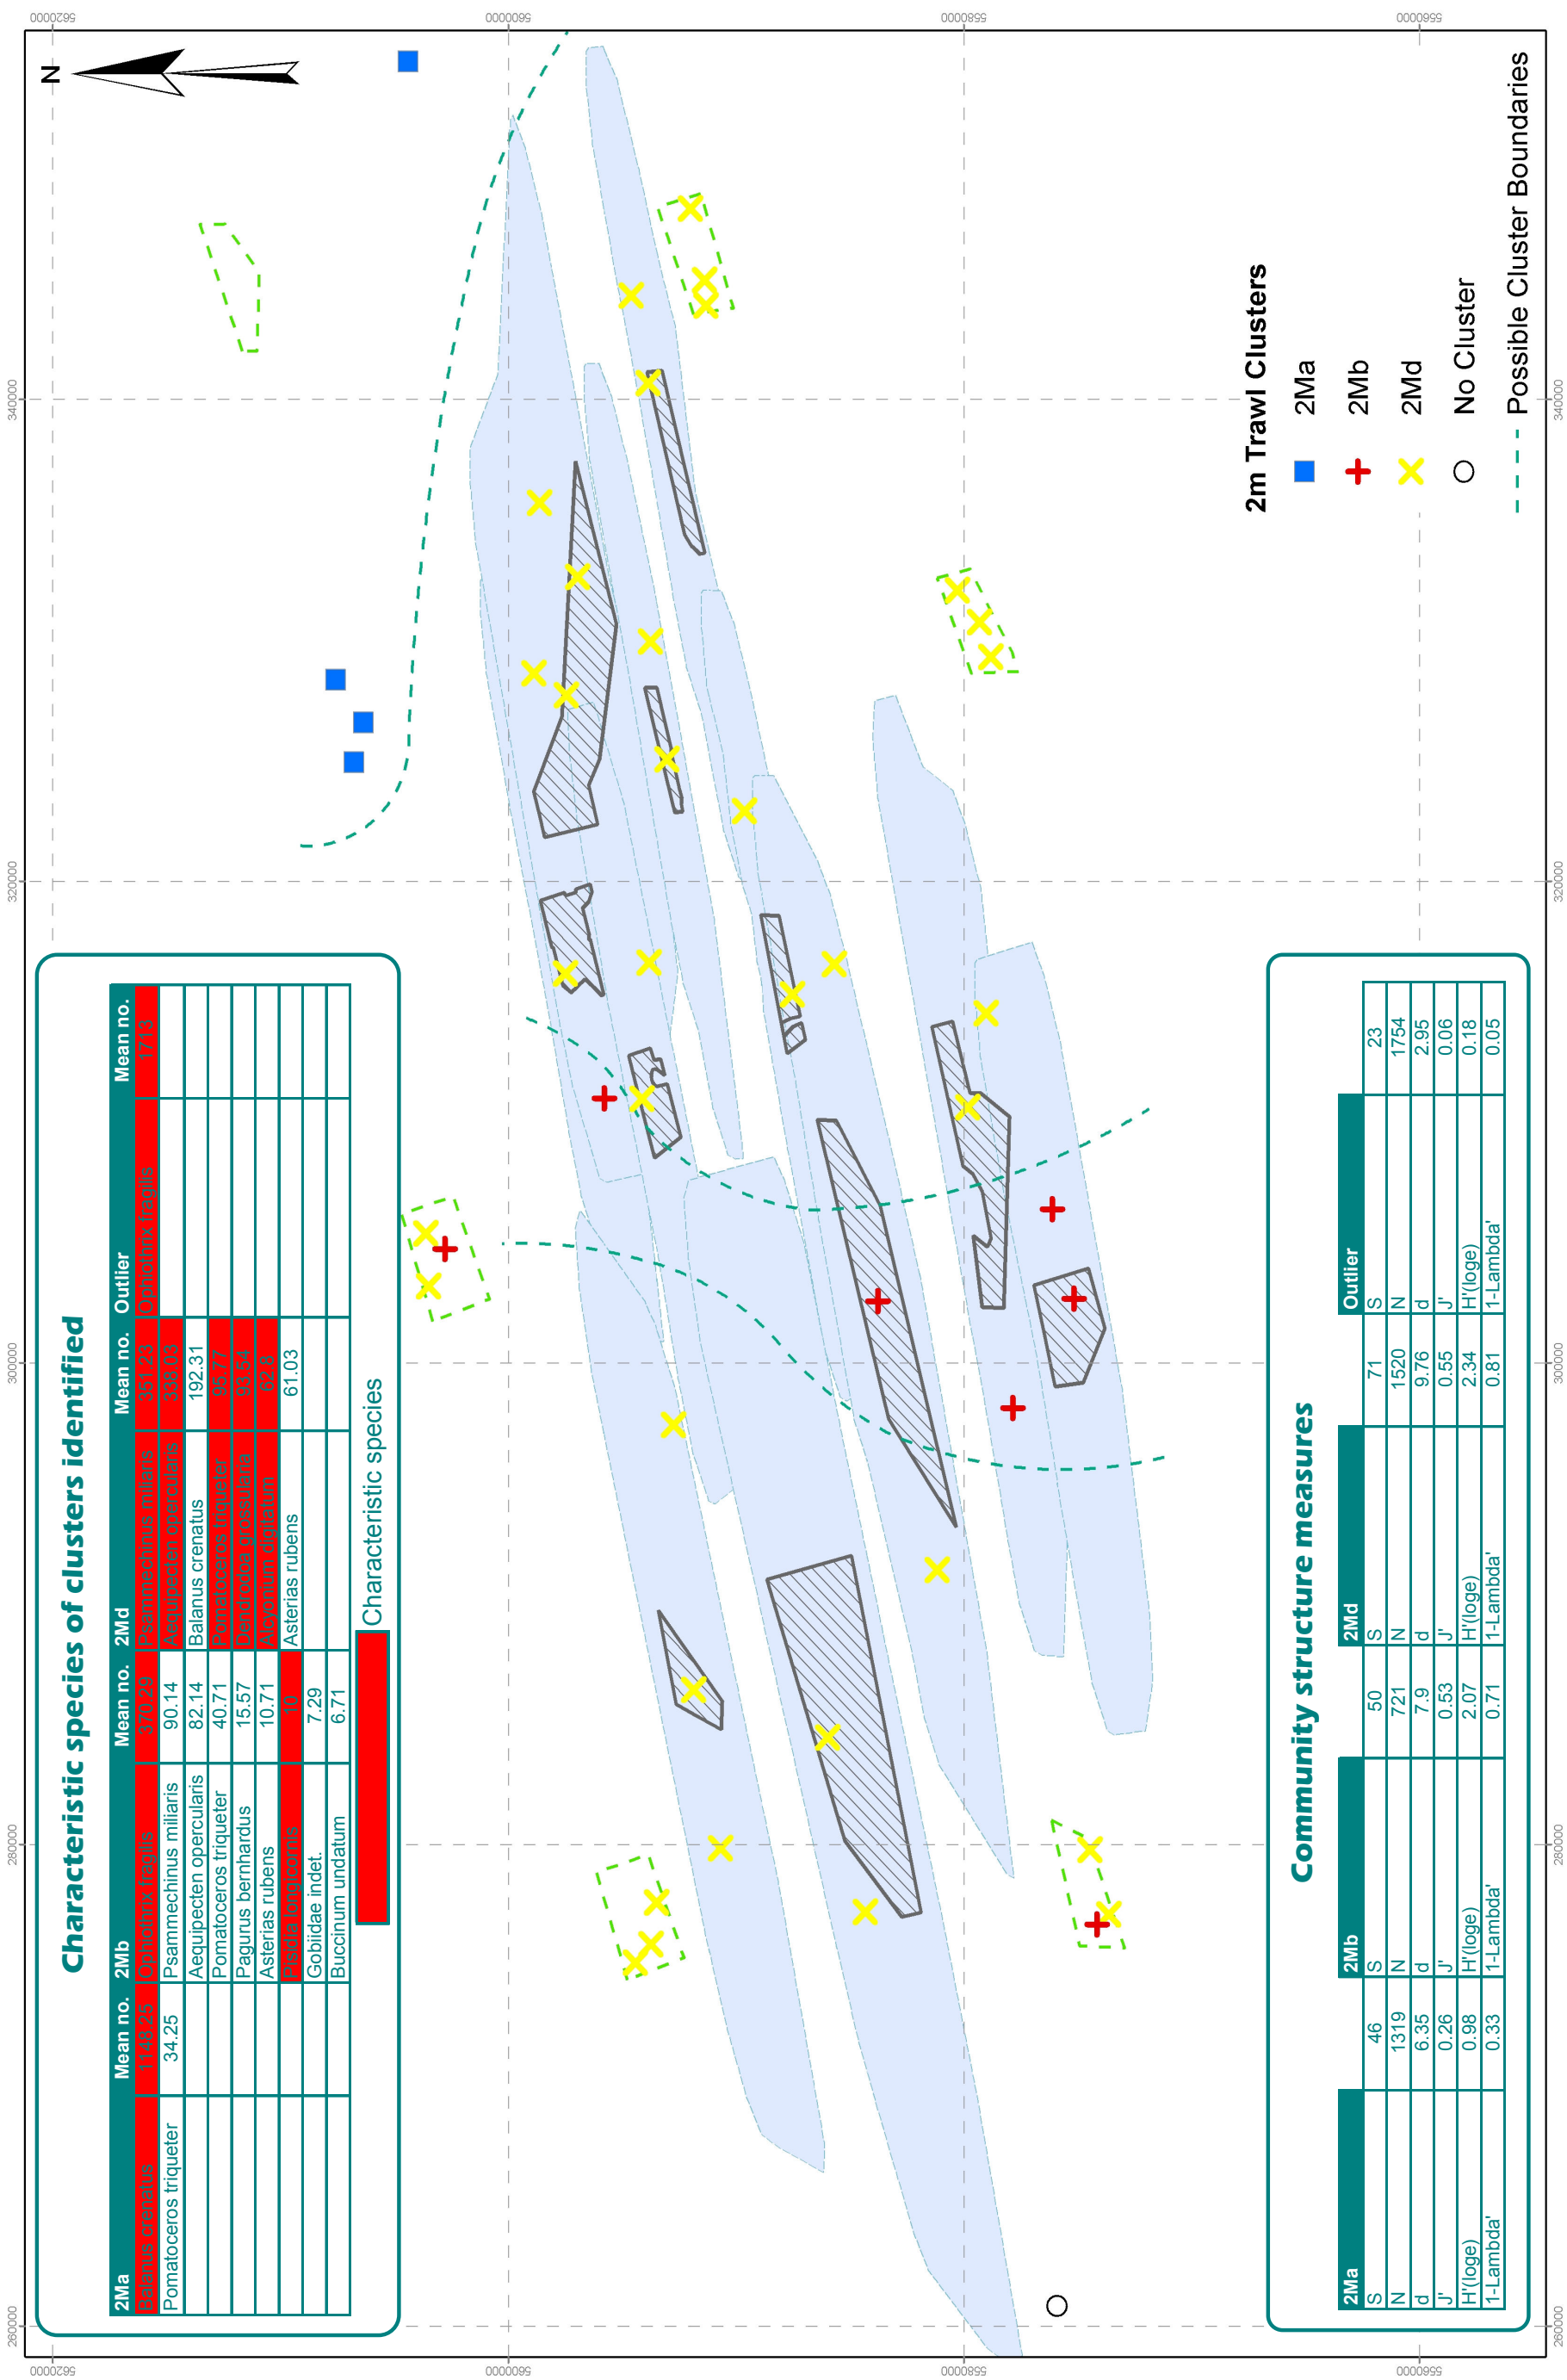 Characteristic species of clusters identified
2Ma Mean no. 2Mb Mean no. 2Md Mean no. Outlier Mean no.
Balanus crenatus 1148.25 Ophiothrix fragilis 370.29 Psammechinus miliaris 351.23 Ophiothrix fragilis 1713
Pomatoceros triqueter 34.25 Psammechinus miliaris 90.14 Aequipecten opercularis 338.03
Aequipecten opercularis 82.14 Balanus crenatus 192.31
Pomatoceros triqueter 40.71 Pomatoceros triqueter 95.77
Pagurus bernhardus 15.57 Dendrodoa grossularia 93.54
Asterias rubens 10.71 Alcyonium digitatum 62.8
Pisidia longicornis 10 Asterias rubens 61.03
Gobiidae indet. 7.29
Buccinum undatum 6.71
Characteristic species
N
2m Trawl Clusters
2Ma
2Mb
2Md
No Cluster
Possible Cluster Boundaries
Community structure measures
2Ma 2Mb 2Md Outlier
S 46 S 50 S 71 S 23
N 1319 N 721 N 1520 N 1754
d 6.35 d 7.9 d 9.76 d 2.95
J' 0.26 J' 0.53 J' 0.55 J' 0.06
H'(loge) 0.98 H'(loge) 2.07 H'(loge) 2.34 H'(loge) 0.18
1-Lambda' 0.33 1-Lambda' 0.71 1-Lambda' 0.81 1-Lambda' 0.05
260000 280000 300000 320000 340000
260000 280000 300000 320000 340000
5620000
5600000
5580000
5560000
5620000
5600000
5580000
5560000